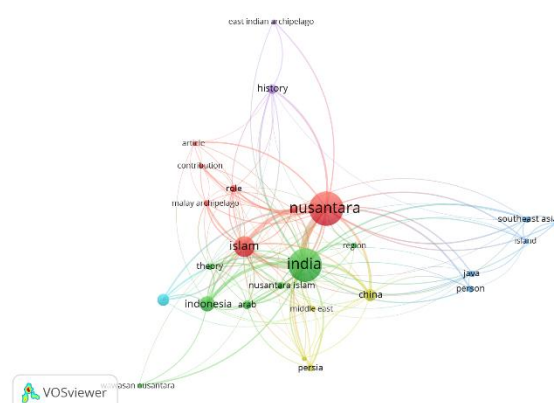 east indian archipelago
history
article
contribution
role
malay archipelago
nusantara
southeast asia
island
islam
region
india
theory
java
person
nusantara islam
china
indonesia
arab
middle east
persia
nusantara
VOSviewer